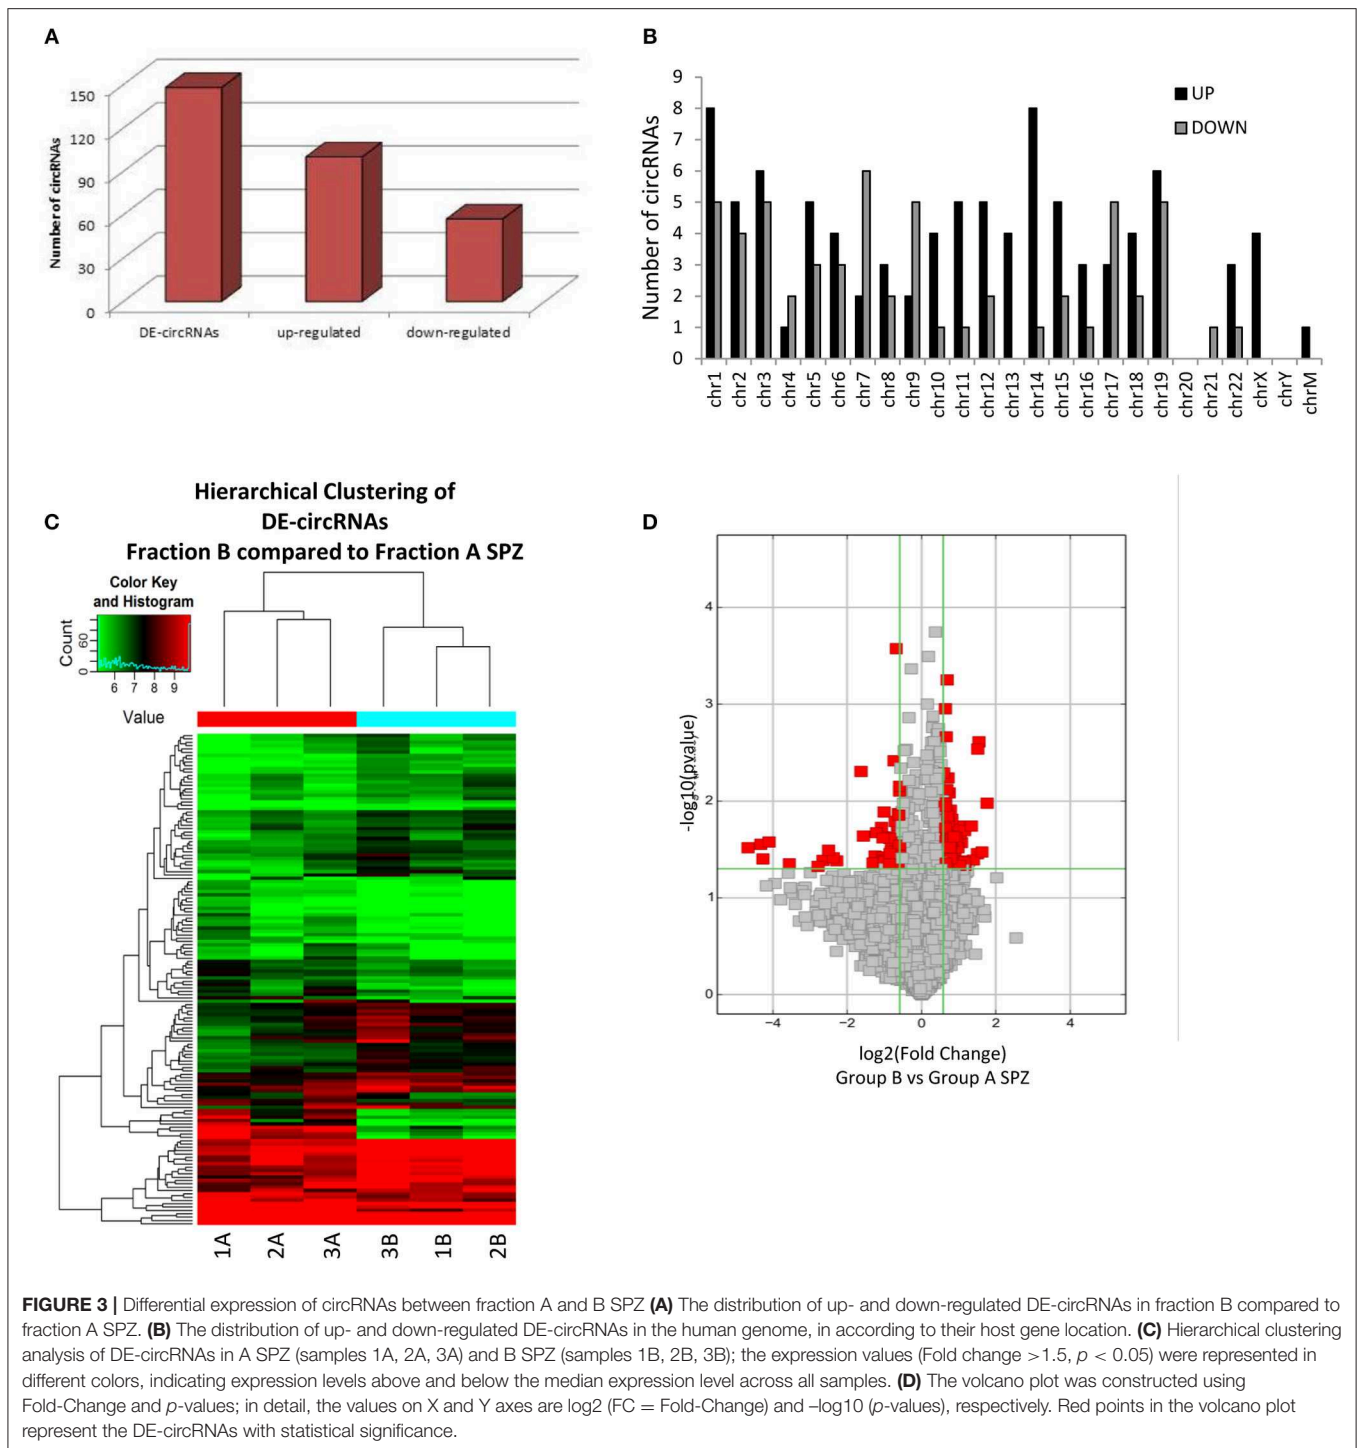 A
Number of circRNAs
150
120
90
60
30
0
DE-circRNAs
up-regulated
down-regulated
B
Number of circRNAs
9
8
7
6
5
4
3
2
1
0
UP
DOWN
chr1
chr2
chr3
chr4
chr5
chr6
chr7
chr8
chr9
chr10
chr11
chr12
chr13
chr14
chr15
chr16
chr17
chr18
chr19
chr20
chr21
chr22
chrX
chrY
chrM
C
Hierarchical Clustering of
DE-circRNAs
Fraction B compared to Fraction A SPZ
Color Key
and Histogram
Count
0 60
6 7 8 9
Value
1A
2A
3A
3B
1B
2B
D
-log10(pvalue)
4
3
2
1
0
−4 −2 0 2 4
log2(Fold Change)
Group B vs Group A SPZ
FIGURE 3 | Differential expression of circRNAs between fraction A and B SPZ (A) The distribution of up- and down-regulated DE-circRNAs in fraction B compared to
fraction A SPZ. (B) The distribution of up- and down-regulated DE-circRNAs in the human genome, in according to their host gene location. (C) Hierarchical clustering
analysis of DE-circRNAs in A SPZ (samples 1A, 2A, 3A) and B SPZ (samples 1B, 2B, 3B); the expression values (Fold change >1.5, p < 0.05) were represented in
different colors, indicating expression levels above and below the median expression level across all samples. (D) The volcano plot was constructed using
Fold-Change and p-values; in detail, the values on X and Y axes are log2 (FC = Fold-Change) and –log10 (p-values), respectively. Red points in the volcano plot
represent the DE-circRNAs with statistical significance.